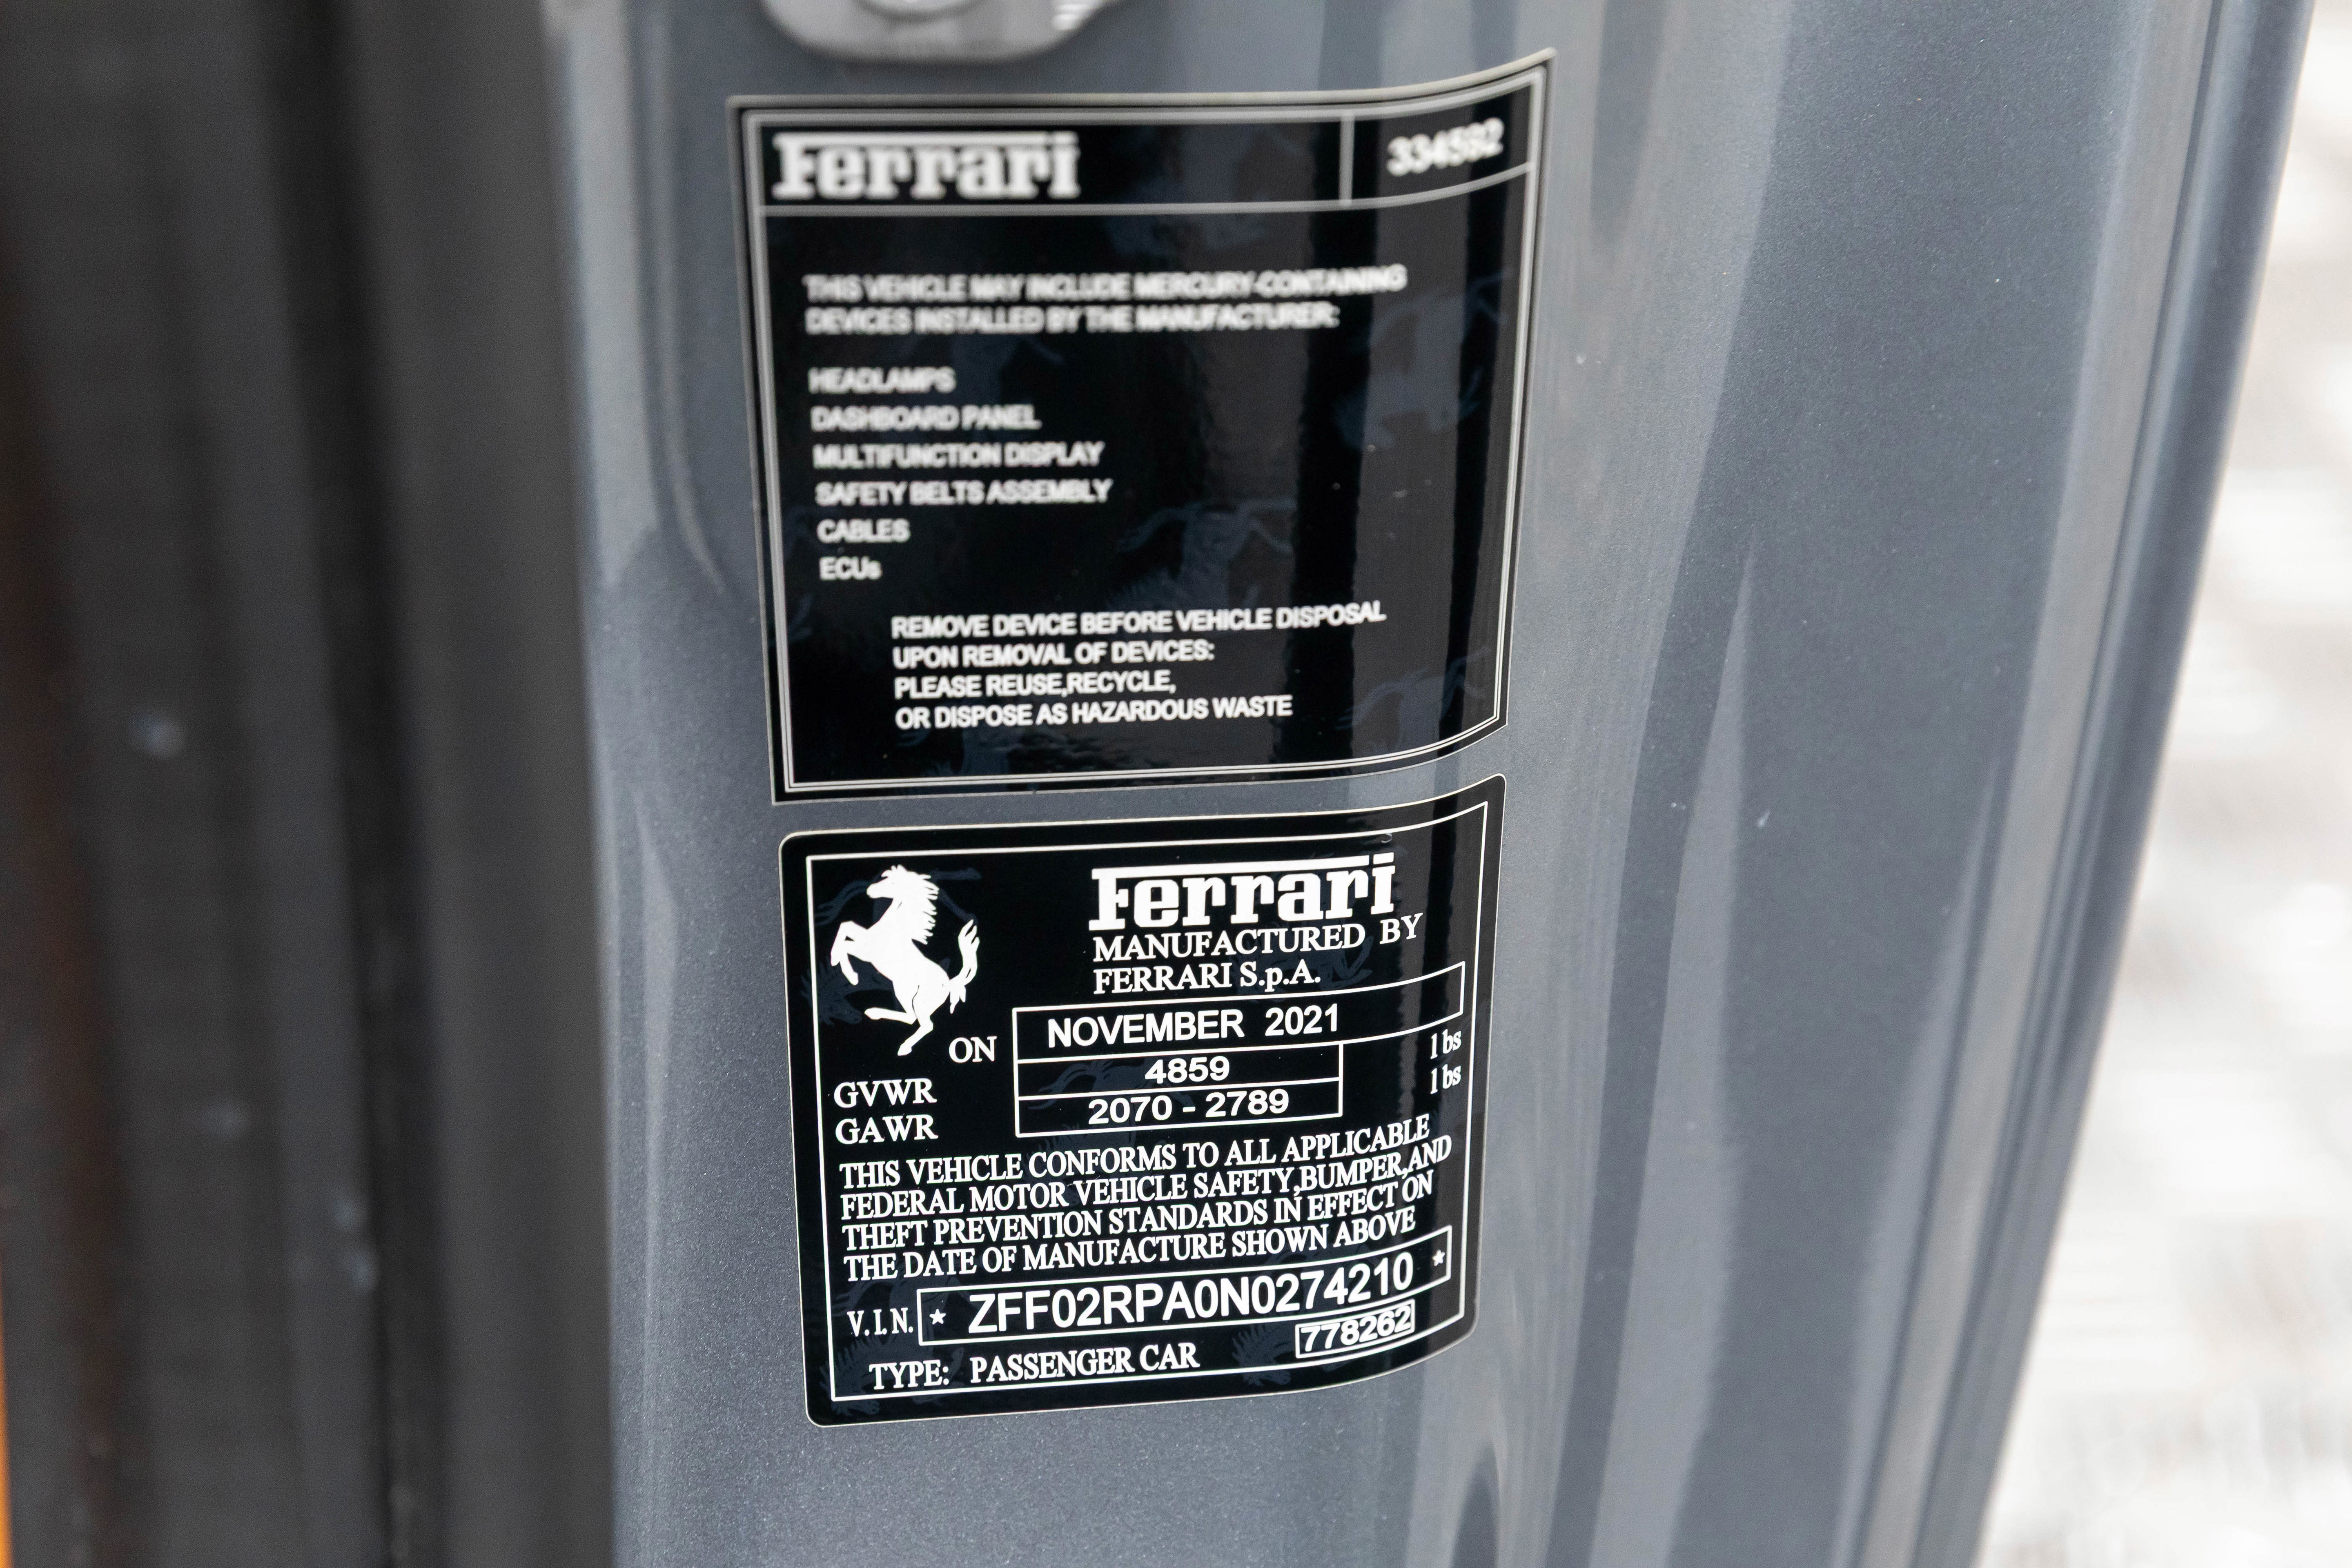 Ferrari 334592
THIS VEHICLE MAY INCLUDE MERCURY-CONTAINING
DEVICES INSTALLED BY THE MANUFACTURER:
HEADLAMPS
DASHBOARD PANEL
MULTIFUNCTION DISPLAY
SAFETY BELTS ASSEMBLY
CABLES
ECUs
REMOVE DEVICE BEFORE VEHICLE DISPOSAL
UPON REMOVAL OF DEVICES:
PLEASE REUSE,RECYCLE,
OR DISPOSE AS HAZARDOUS WASTE
Ferrari
MANUFACTURED BY
FERRARI S.p.A.
ON NOVEMBER 2021
GVWR 4859 lbs
GAWR 2070 - 2789 lbs
THIS VEHICLE CONFORMS TO ALL APPLICABLE
FEDERAL MOTOR VEHICLE SAFETY,BUMPER,AND
THEFT PREVENTION STANDARDS IN EFFECT ON
THE DATE OF MANUFACTURE SHOWN ABOVE
V.I.N. * ZFF02RPA0N0274210 *
778262
TYPE: PASSENGER CAR